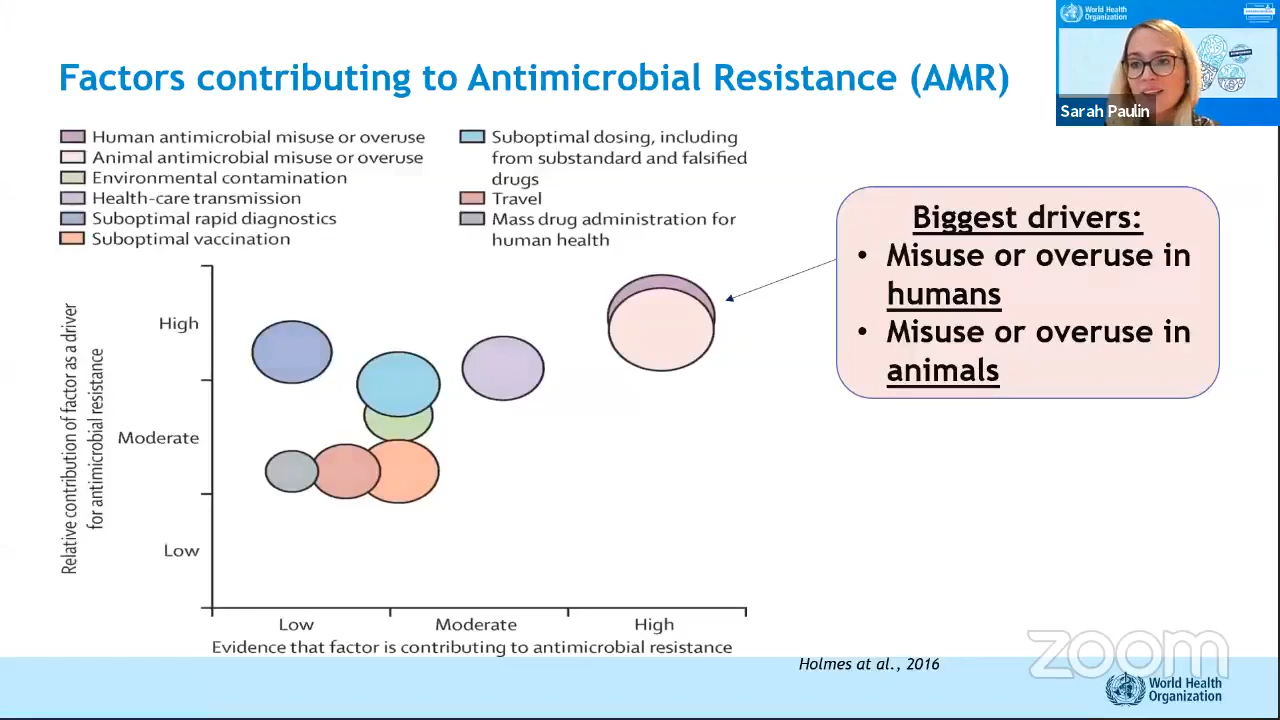 Factors contributing to Antimicrobial Resistance (AMR)
World Health
Organization
Sarah Paulin
Human antimicrobial misuse or overuse
Animal antimicrobial misuse or overuse
Environmental contamination
Health-care transmission
Suboptimal rapid diagnostics
Suboptimal vaccination
Suboptimal dosing, including
from substandard and falsified
drugs
Travel
Mass drug administration for
human health
Biggest drivers:
• Misuse or overuse in
humans
• Misuse or overuse in
animals
Relative contribution of factor as a driver
for antimicrobial resistance
High
Moderate
Low
Low
Moderate
High
Evidence that factor is contributing to antimicrobial resistance
Holmes at al., 2016
zoom
World Health
Organization